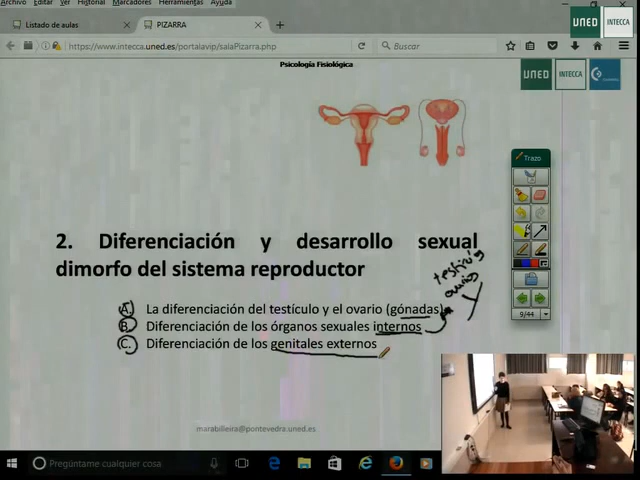 Archivo Editar Ver Historial Marcadores Herramientas Ayuda
Listado de aulas
PIZARRA
https://www.intecca.uned.es/portalavip/salaPizarra.php
Buscar
UNED
INTECCA
Psicología Fisiológica
UNED
INTECCA
Trazo
2. Diferenciación y desarrollo sexual
dimorfo del sistema reproductor
testículos
ovarios
A. La diferenciación del testículo y el ovario (gónadas)
B. Diferenciación de los órganos sexuales internos
C. Diferenciación de los genitales externos
9/44
marabilieira@pontevedra.uned.es
Pregúntame cualquier cosa